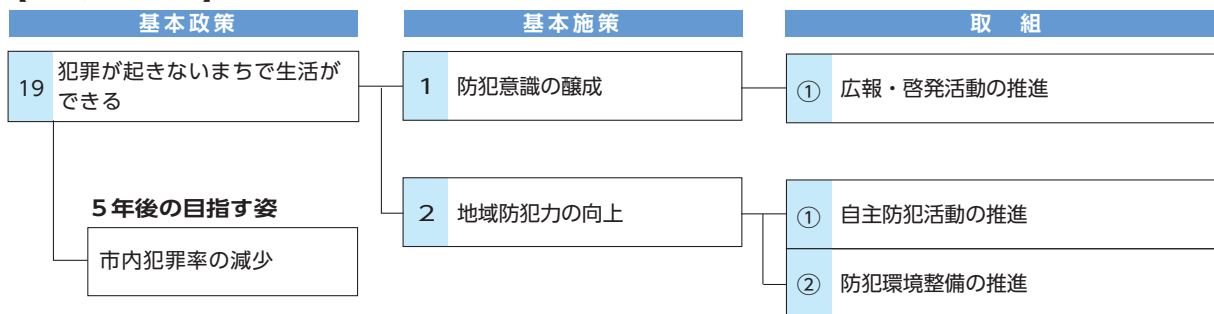 基本政策
基本施策
取 組
19 犯罪が起きないまちで生活が
できる
1 防犯意識の醸成
① 広報・啓発活動の推進
2 地域防犯力の向上
① 自主防犯活動の推進
② 防犯環境整備の推進
5年後の目指す姿
市内犯罪率の減少